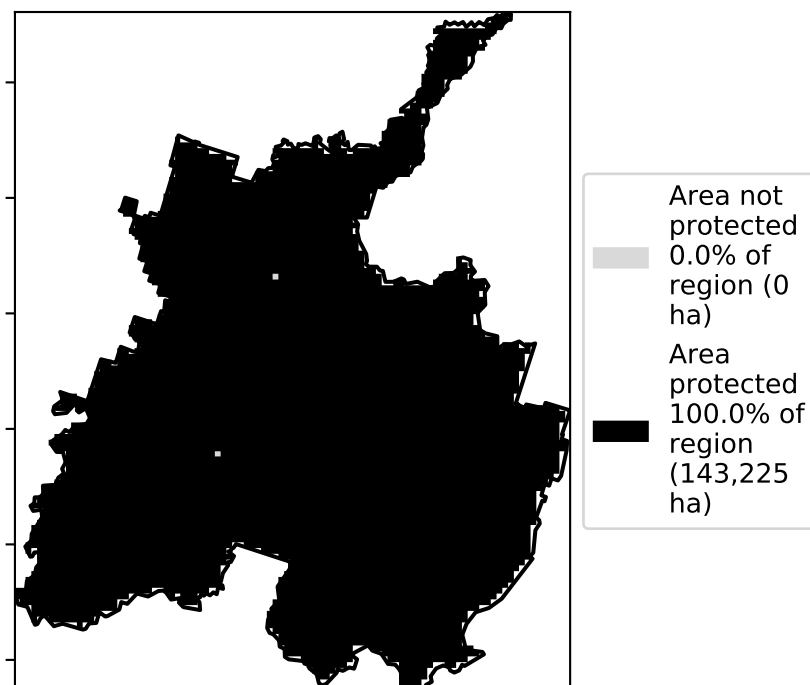 Area not
protected
0.0% of
region (0
ha)
Area
protected
100.0% of
region
(143,225
ha)